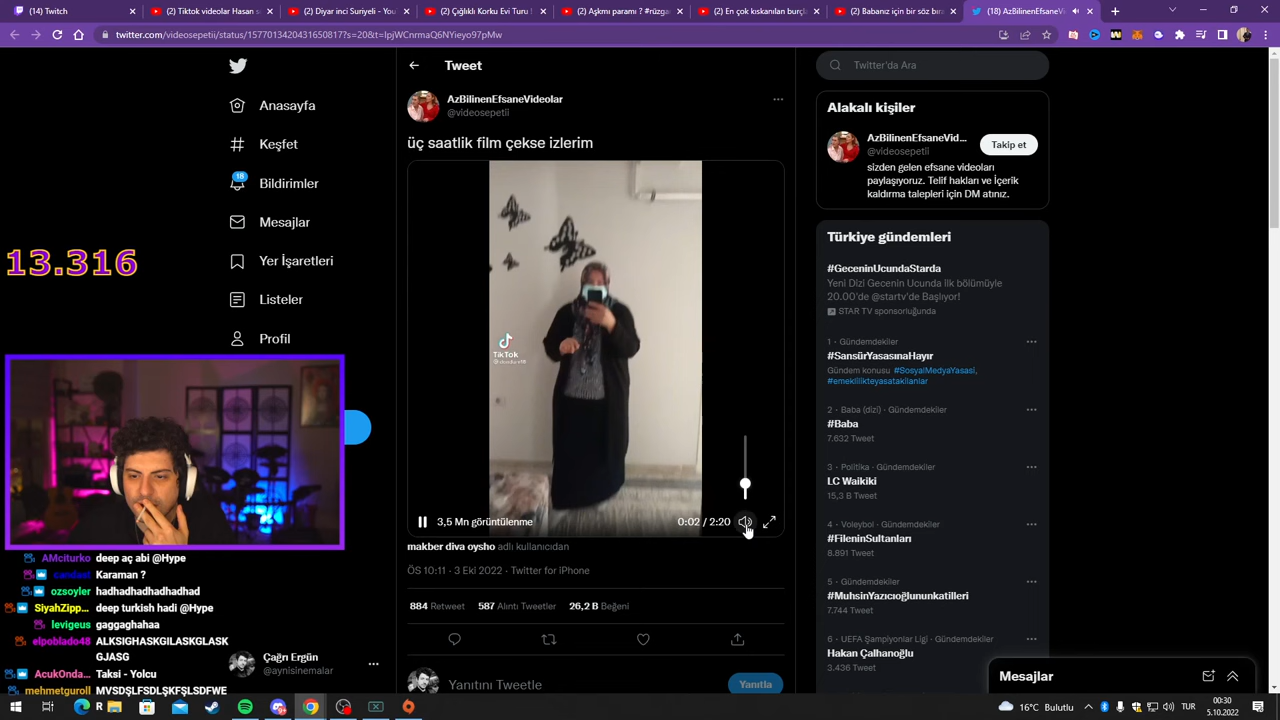 Tiktok videolar Hasan s
(2) Diyar inci Suriyeli - You
(2) Çığlıklı Korku Evi Turu !
(2) Aşkmı para mı ? #rüzga
(2) En çok ıskanılan burçla
(2) Babanız için bir söz bıra
(18) AzBilinenEfsaneVi
twitter.com/videosepetii/status/1577013420431650817?s=20&t=IpjWCnrmaQ6NYieyo97pMw
Tweet
Twitter'da Ara
AzBilinenEfsaneVideolar
@videosepetii
üç saatlik film çekse izlerim
Anasayfa
Keşfet
18
Bildirimler
Mesajlar
Yer İşaretleri
Listeler
Profil
13.316
TikTok
3,5 Mn görüntülenme
0:02 / 2:20
makber diva oysho adlı kullanıcıdan
ÖS 10:11 · 3 Eki 2022 · Twitter for iPhone
884 Retweet 587 Alıntı Tweetler 26,2 B Beğeni
Yanıtını Tweetle
Yanıtla
Alakalı kişiler
AzBilinenEfsaneVid...
@videosepetii
Takip et
sizden gelen efsane videoları
paylaşıyoruz. Telif hakları ve İçerik
kaldırma talepleri için DM atınız.
Türkiye gündemleri
#GeceninUcundaStarda
Yeni Dizi Gecenin Ucunda ilk bölümüyle
20.00'de @startv'de Başlıyor!
STAR TV sponsorluğunda
1 · Gündemdekiler
#SansürYasasınaHayır
Gündem konusu #SosyalMedyaYasasi,
#emeklilikteyasatakilanlar
2 · Baba (dizi) · Gündemdekiler
#Baba
7.632 Tweet
3 · Politika · Gündemdekiler
LC Waikiki
15,3 B Tweet
4 · Voleybol · Gündemdekiler
#FileninSultanları
8.891 Tweet
5 · Gündemdekiler
#MuhsinYazıcıoğlununkatilleri
7.744 Tweet
6 · UEFA Şampiyonlar Ligi · Gündemdekiler
Hakan Çalhanoğlu
3.436 Tweet
Mesajlar
AMciturko deep aç abi @Hype
candasl Karaman ?
ozsoyler hadhadhadhadhadhad
SiyahZipp... deep turkish hadi @Hype
levigeus gaggaghahaa
elpoblado48 ALKSIGHASKGILASKGLASK
GJASG
AcukOnda... Taksi - Yolcu
mehmetguroll MVSDŞLFSDLŞKFŞLSDFWE
R
Çağrı Ergün
@aynisinemalar
16°C Bulutlu
TUR
00:30
5.10.2022